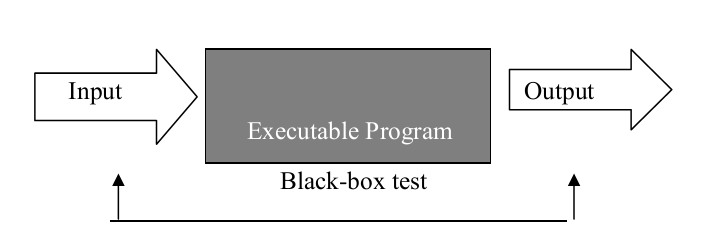 Input
Executable Program
Output
Black-box test